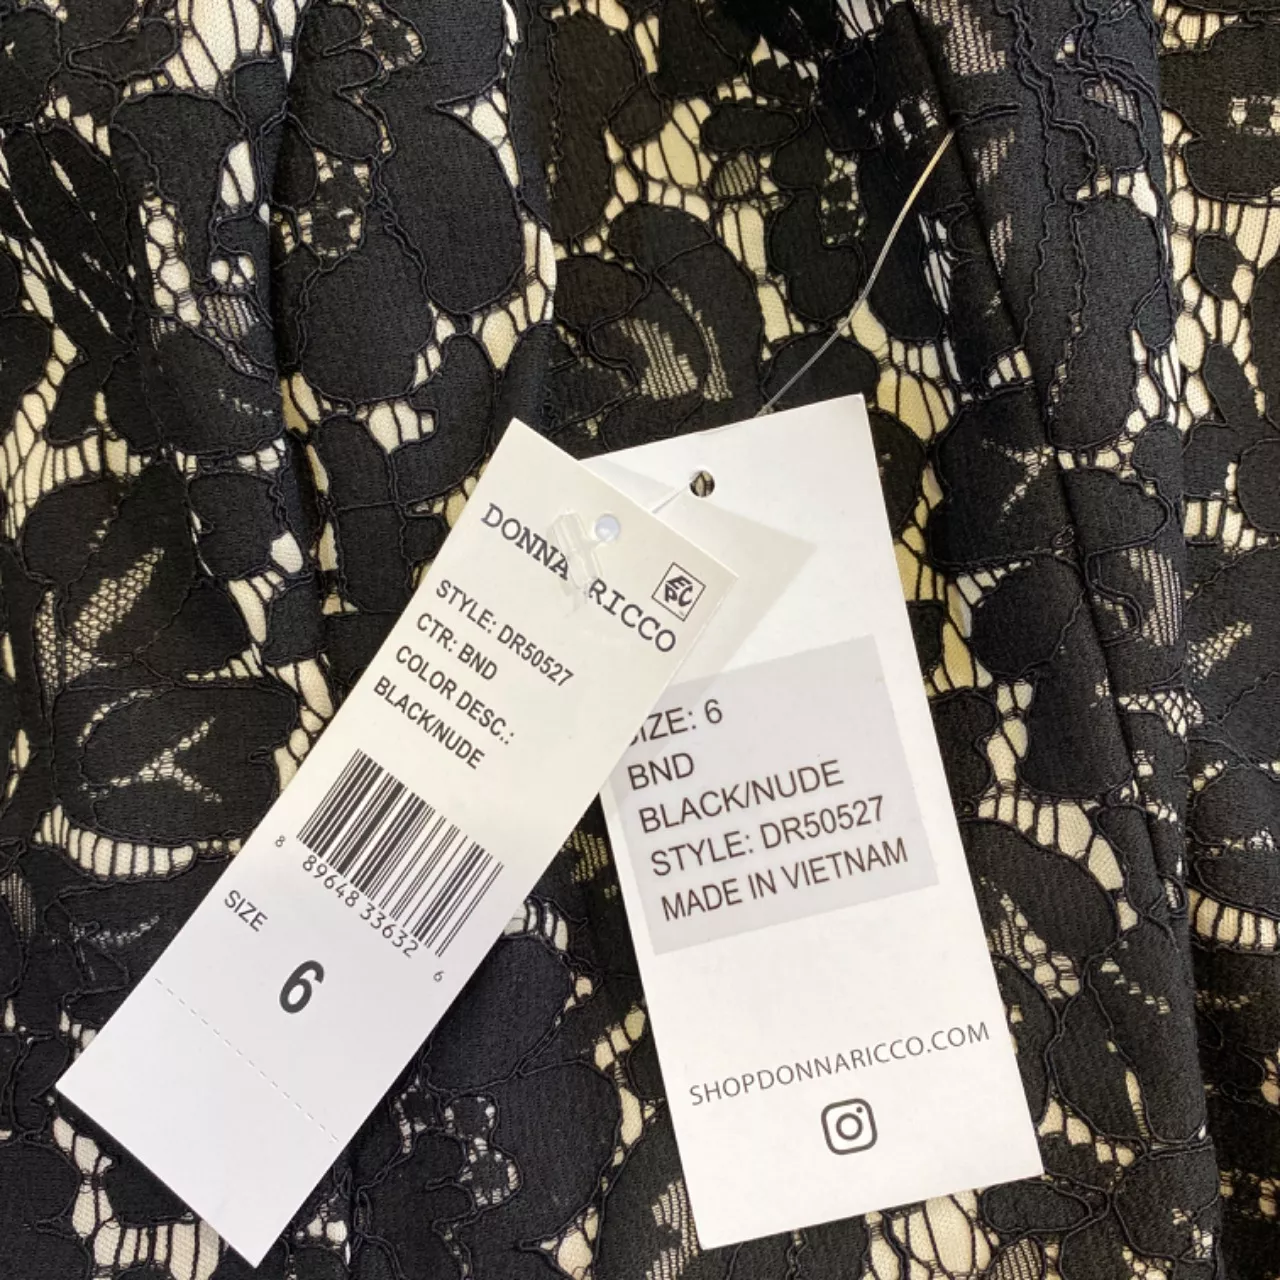 DONNA RICCO
STYLE: DR50527
CTR: BND
COLOR DESC.:
BLACK/NUDE
8 89648 33632 6
SIZE
6
SIZE: 6
BND
BLACK/NUDE
STYLE: DR50527
MADE IN VIETNAM
SHOPDONNARICCO.COM